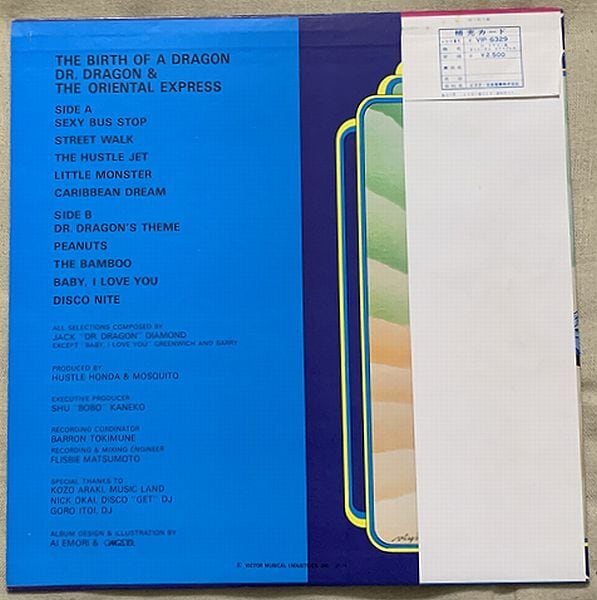 THE BIRTH OF A DRAGON
DR. DRAGON &
THE ORIENTAL EXPRESS
SIDE A
SEXY BUS STOP
STREET WALK
THE HUSTLE JET
LITTLE MONSTER
CARIBBEAN DREAM
SIDE B
DR. DRAGON'S THEME
PEANUTS
THE BAMBOO
BABY, I LOVE YOU
DISCO NITE
ALL SELECTIONS COMPOSED BY
JACK "DR. DRAGON" DIAMOND
EXCEPT "BABY, I LOVE YOU" GREENWICH AND BARRY
PRODUCED BY
HUSTLE HONDA & MOSQUITO
EXECUTIVE PRODUCER
SHU "BOBO" KANEKO
RECORDING CORDINATOR
BARRON TOKIMUNE
RECORDING & MIXING ENGINEER
FLISBIE MATSUMOTO
SPECIAL THANKS TO
KOZO ARAKI, MUSIC LAND
NICK OKAI, DISCO "GET" DJ
GORO ITOI, DJ
ALBUM DESIGN & ILLUSTRATION BY
AI EMORI &
VICTOR MUSICAL INDUSTRIES, INC.
補充カード
VIP-6329
¥2,500